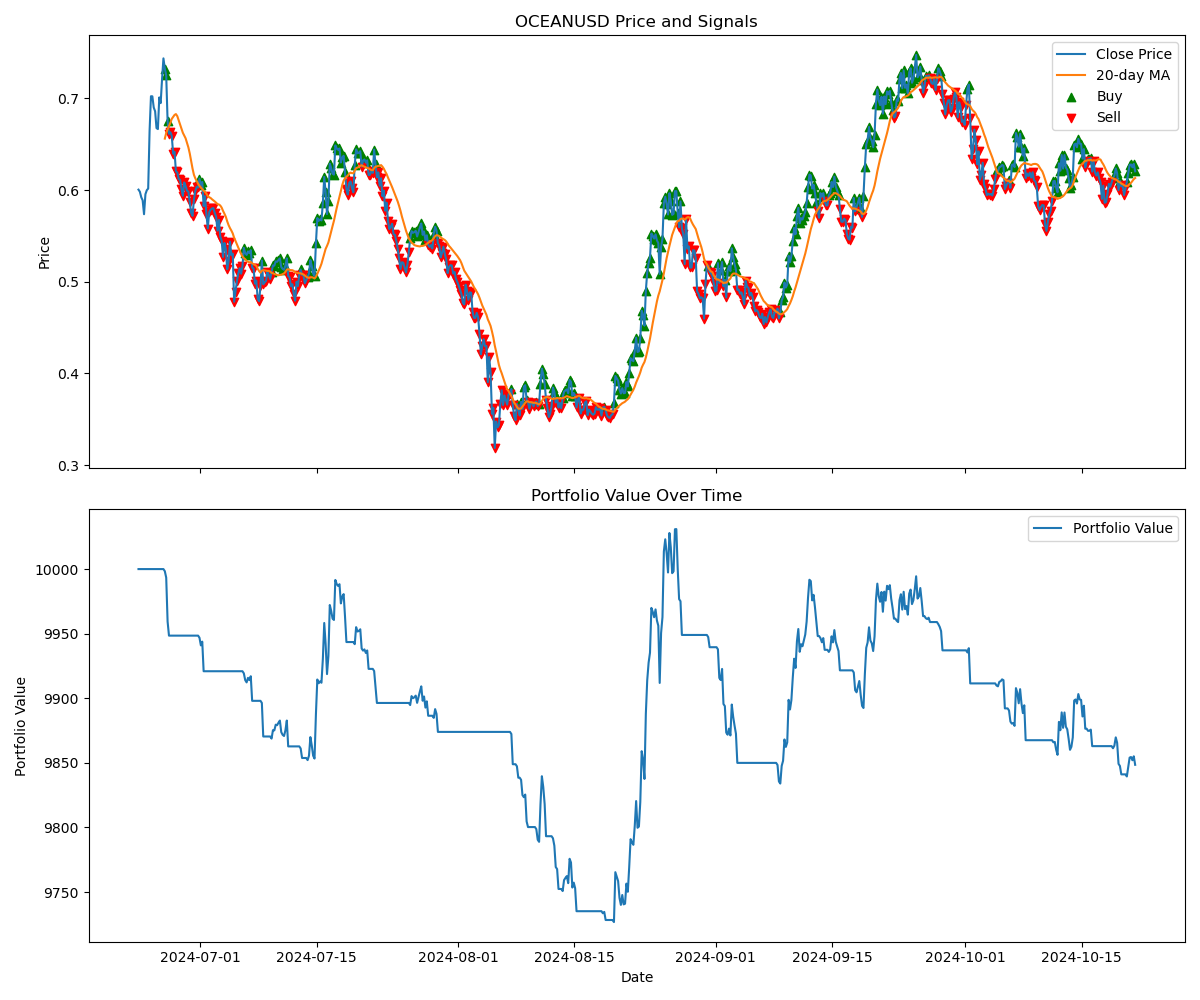 OCEANUSD Price and Signals
Close Price
20-day MA
Buy
Sell
0.7
0.6
0.5
0.4
0.3
Price
Portfolio Value Over Time
Portfolio Value
10000
9950
9900
9850
9800
9750
Portfolio Value
2024-07-01 2024-07-15 2024-08-01 2024-08-15 2024-09-01 2024-09-15 2024-10-01 2024-10-15
Date